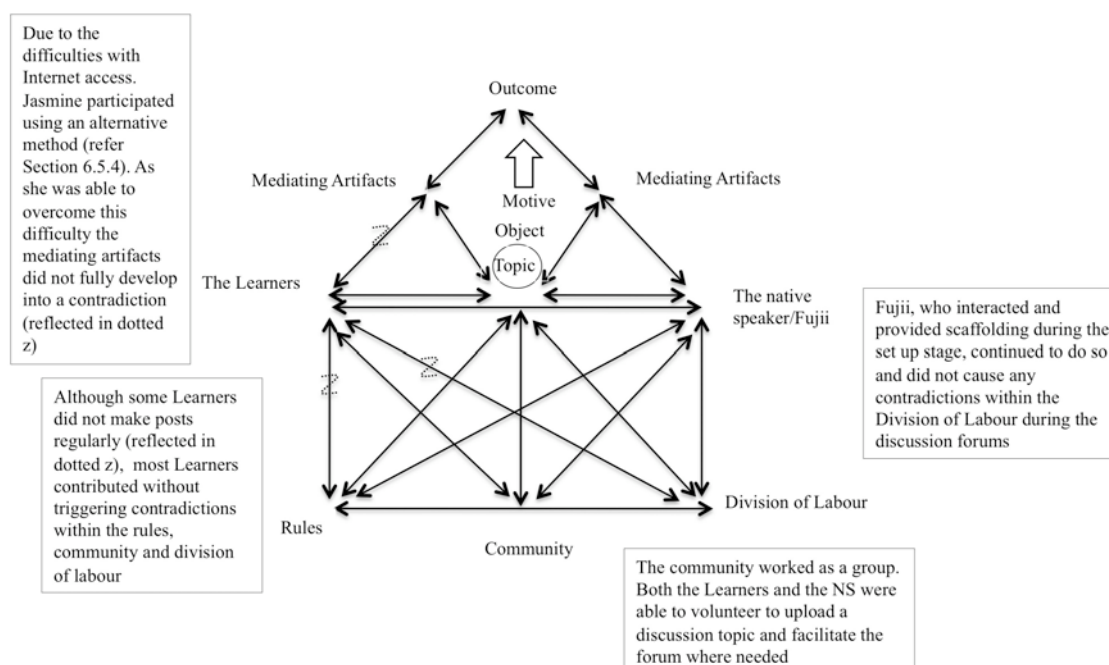 Due to the
difficulties with
Internet access.
Jasmine participated
using an alternative
method (refer
Section 6.5.4). As
she was able to
overcome this
difficulty the
mediating artifacts
did not fully develop
into a contradiction
(reflected in dotted
z)
Outcome
Mediating Artifacts
Mediating Artifacts
Motive
Object
Topic
z
The Learners
The native
speaker/Fujii
z
z
Fujii, who interacted and
provided scaffolding during the
set up stage, continued to do so
and did not cause any
contradictions within the
Division of Labour during the
discussion forums
Although some Learners
did not make posts
regularly (reflected in
dotted z), most Learners
contributed without
triggering contradictions
within the rules,
community and division
of labour
Rules
Community
Division of Labour
The community worked as a group.
Both the Learners and the NS were
able to volunteer to upload a
discussion topic and facilitate the
forum where needed